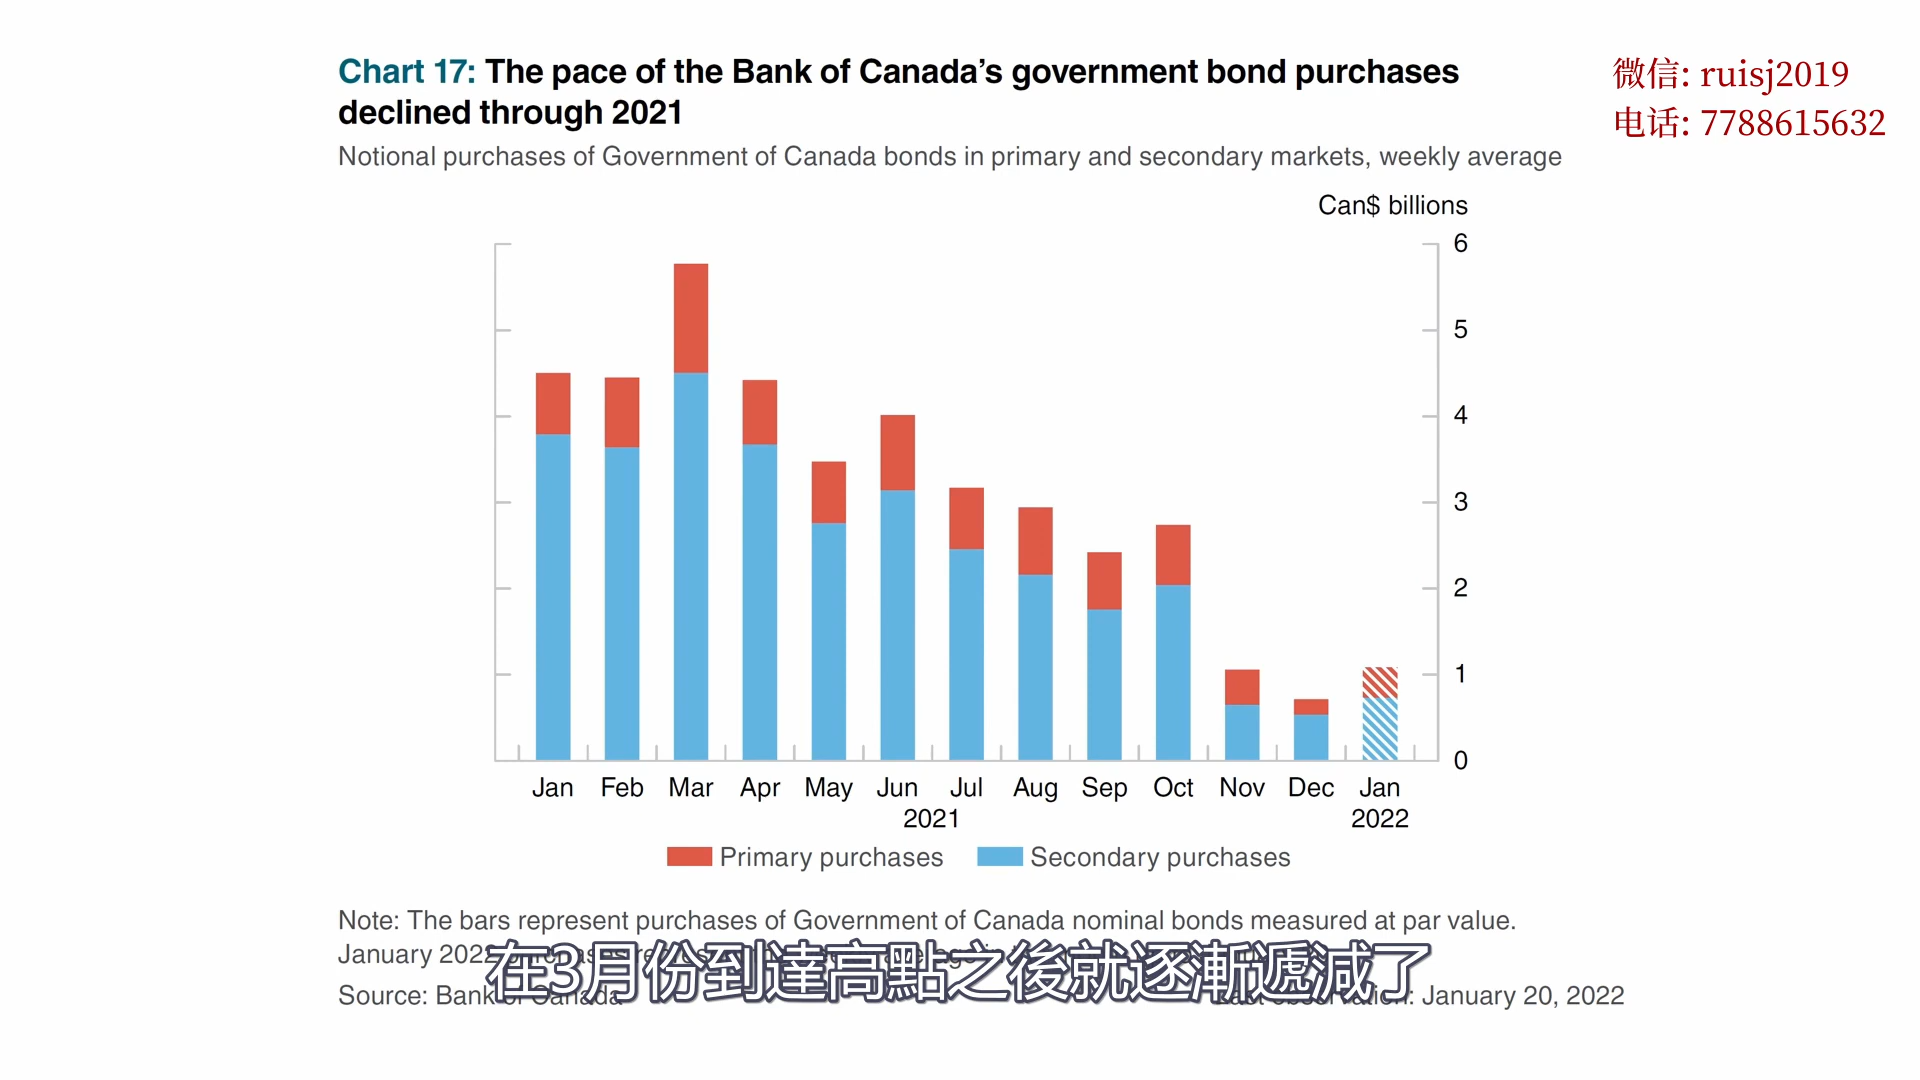 Chart 17: The pace of the Bank of Canada’s government bond purchases
declined through 2021
Notional purchases of Government of Canada bonds in primary and secondary markets, weekly average
微信: ruisj2019
电话: 7788615632
Can$ billions
6
5
4
3
2
1
0
Jan Feb Mar Apr May Jun Jul Aug Sep Oct Nov Dec Jan
2021 2022
Primary purchases Secondary purchases
Note: The bars represent purchases of Government of Canada nominal bonds measured at par value.
January 2022
在3月份到達高點之後就逐漸遞減了
Source: Bank of Canada Last observation: January 20, 2022